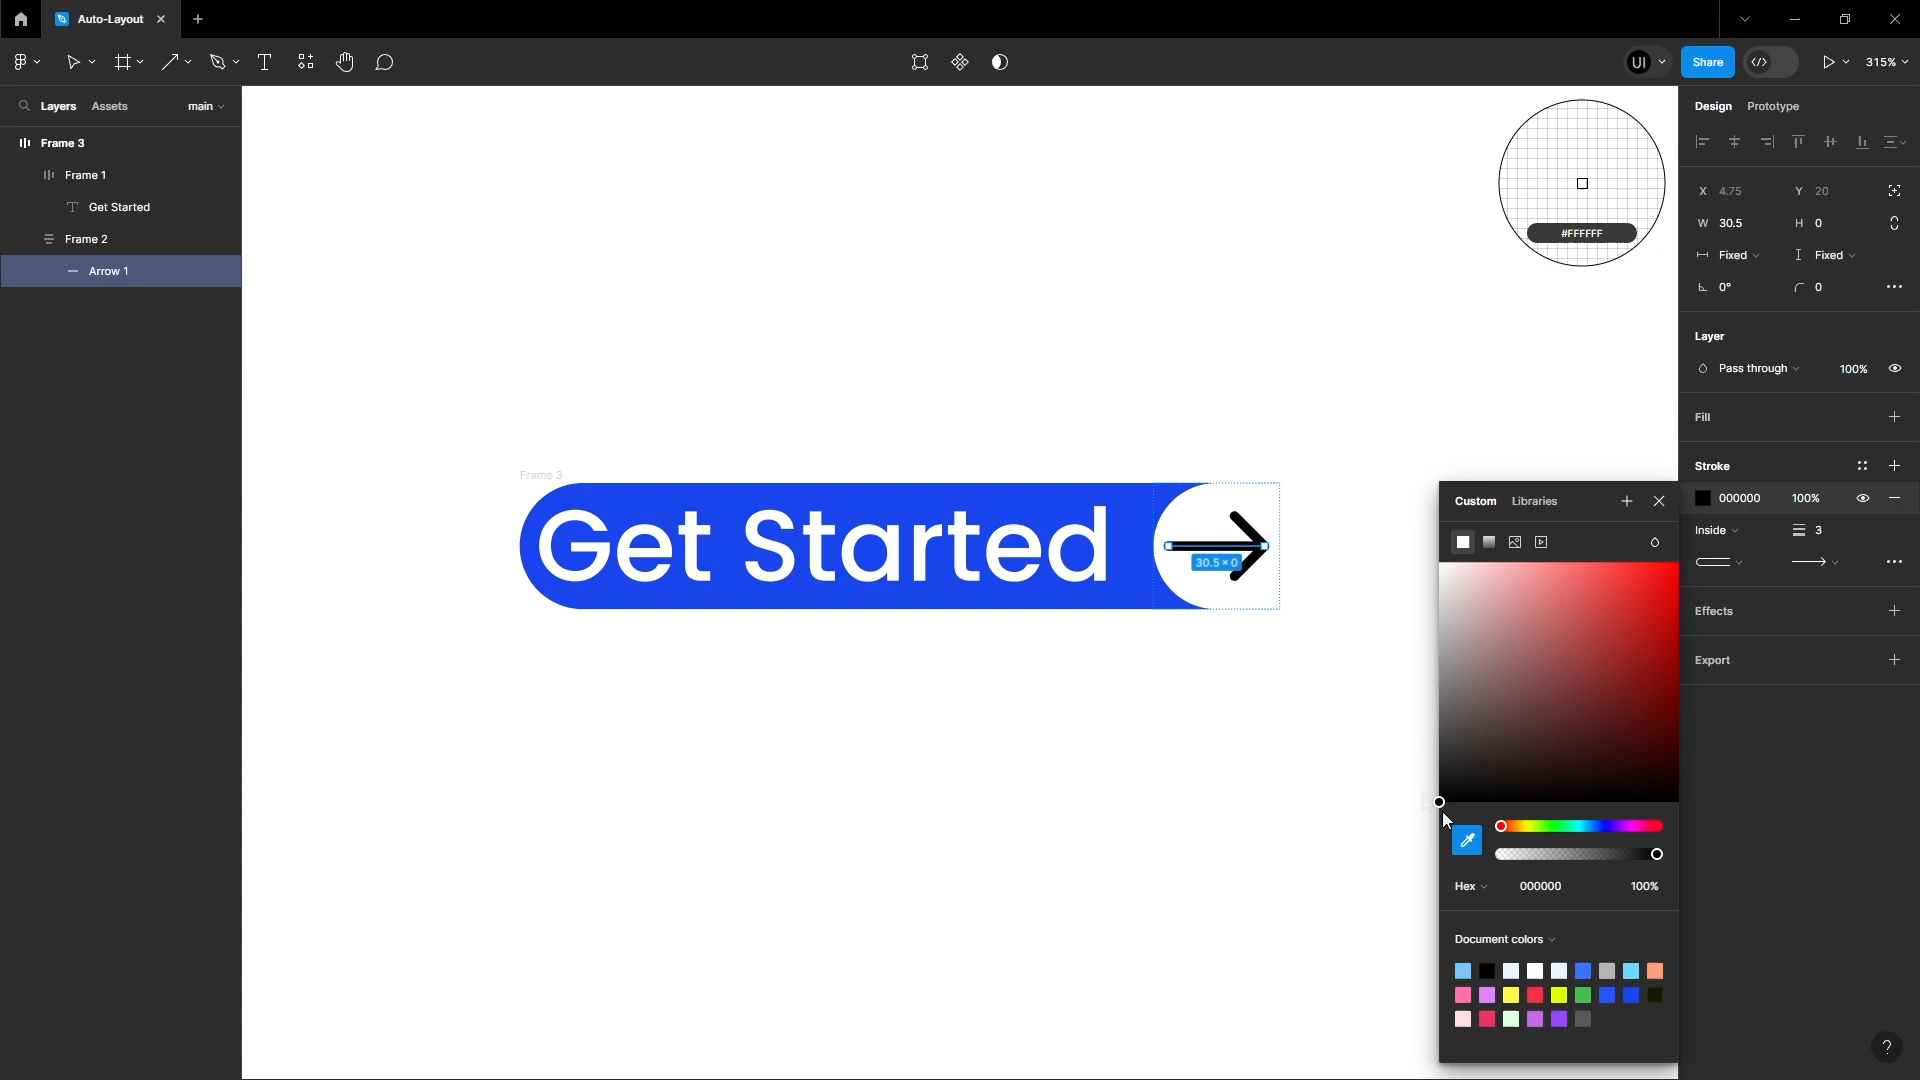 Auto-Layout
UI
Share
315%
Layers
Assets
main
Frame 3
Frame 1
Get Started
Frame 2
Arrow 1
Frame 3
Get Started
30.5 × 0
#FFFFFF
Custom
Libraries
Hex
000000
100%
Document colors
Design
Prototype
X 4.75
Y 20
W 30.5
H 0
Fixed
Fixed
0°
0
Layer
Pass through
100%
Fill
Stroke
000000
100%
Inside
3
Effects
Export
?